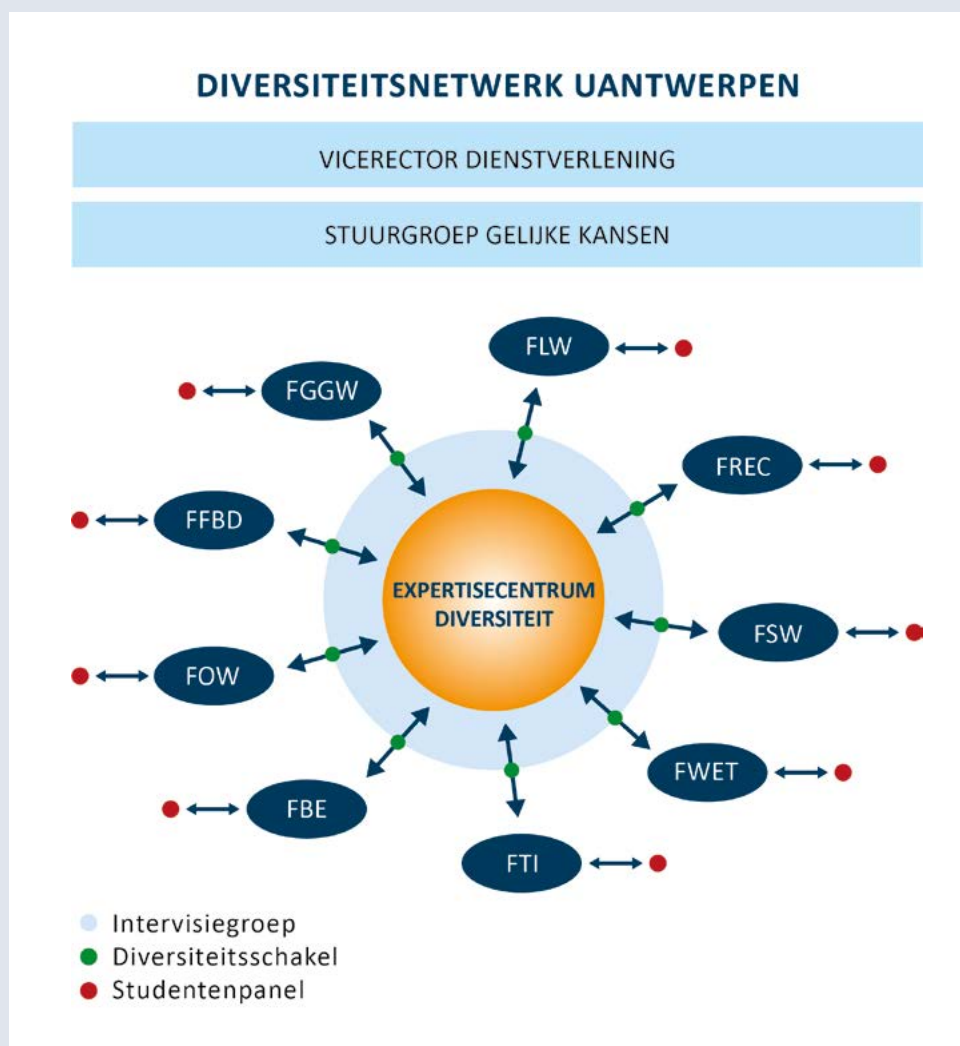 DIVERSITEITSNETWERK UANTWERPEN
VICERECTOR DIENSTVERLENING
STUURGROEP GELIJKE KANSEN
FLW
FGGW
FREC
FFBD
EXPERTISECENTRUM
DIVERSITEIT
FSW
FOW
FWET
FBE
FTI
Intervisiegroep
Diversiteitsschakel
Studentenpanel